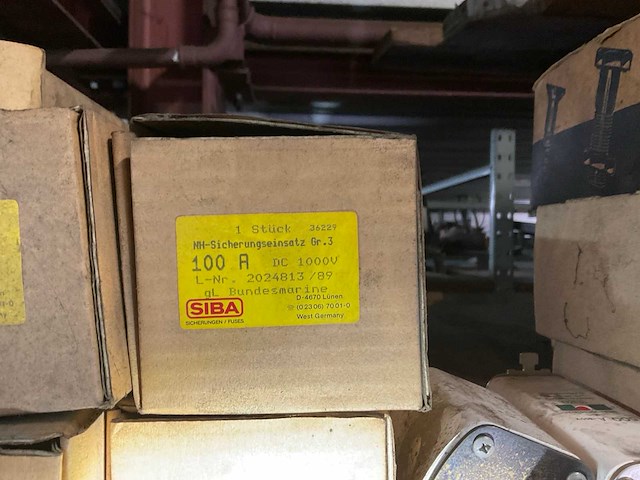 1 Stück 36229
NH-Sicherungseinsatz Gr.3
100 A DC 1000V
L-Nr. 2024813/89
gL Bundesmarine
SIBA
SICHERUNGEN / FUSES
D-4670 Lünen
☏ (02306) 7001-0
West Germany